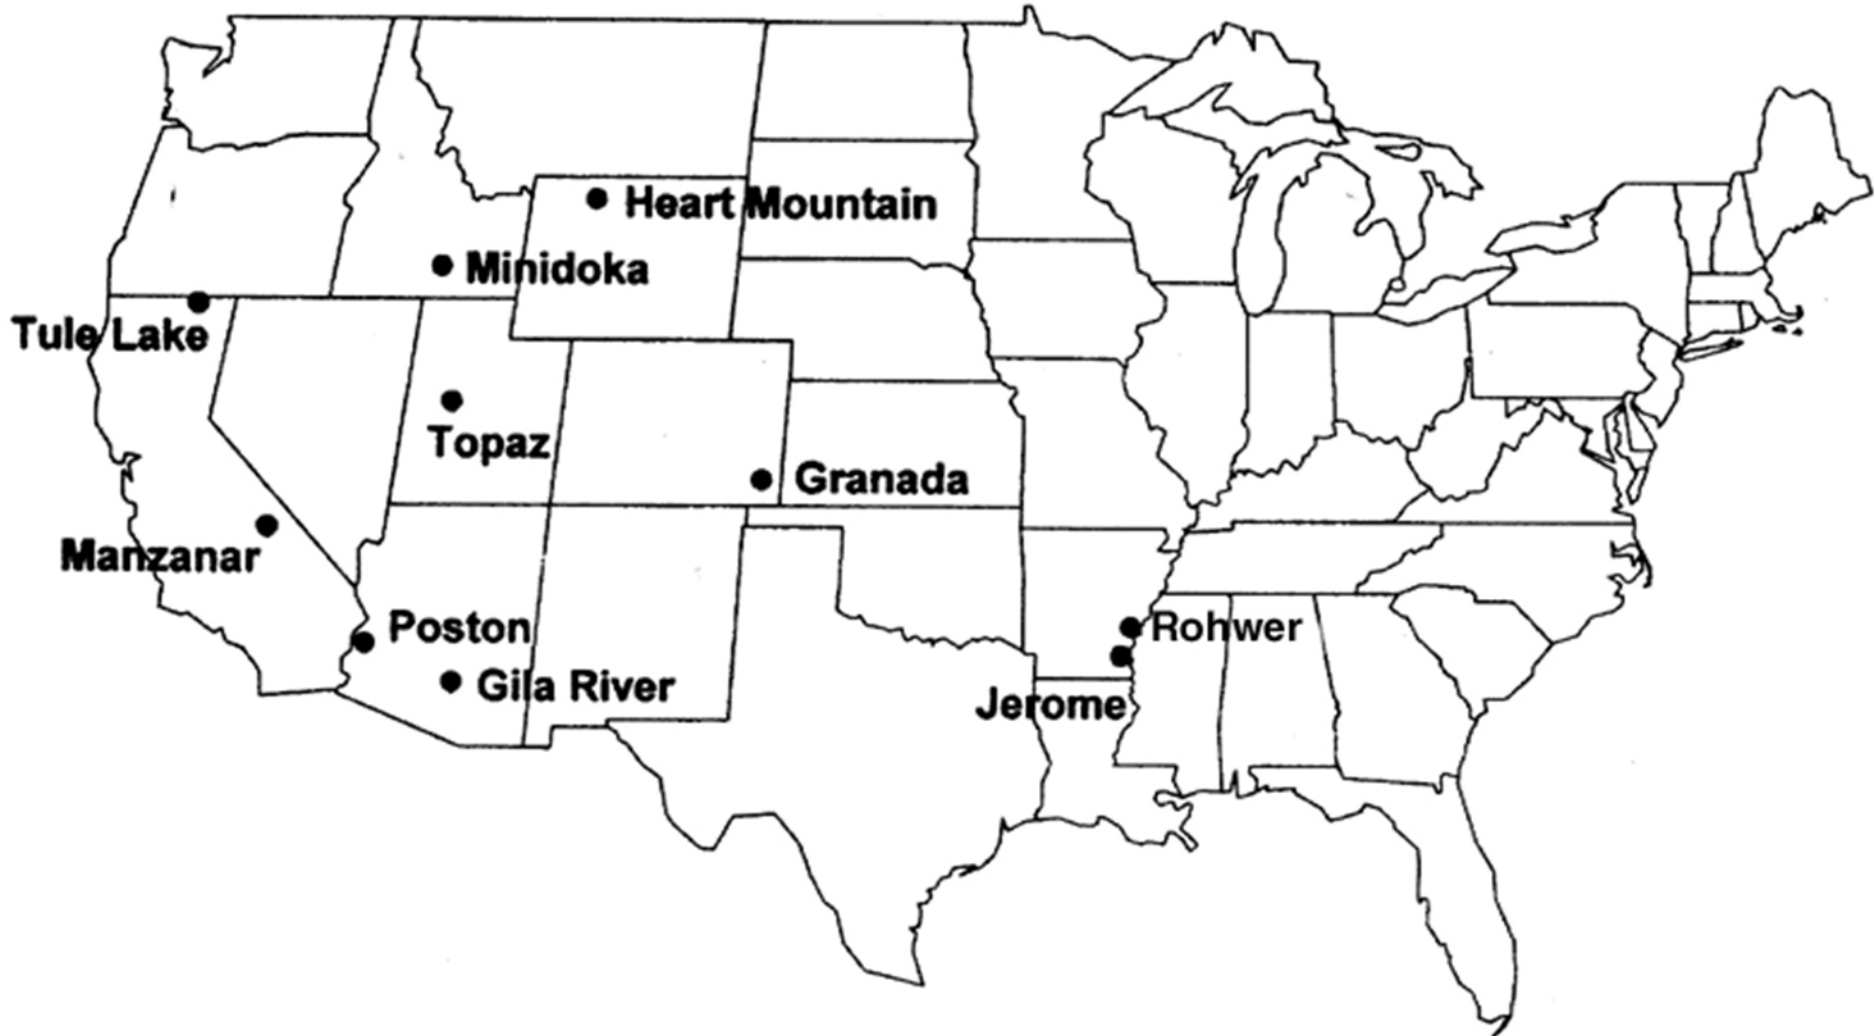 Heart Mountain
Minidoka
Tule Lake
Topaz
Granada
Manzanar
Poston
Rohwer
Gila River
Jerome